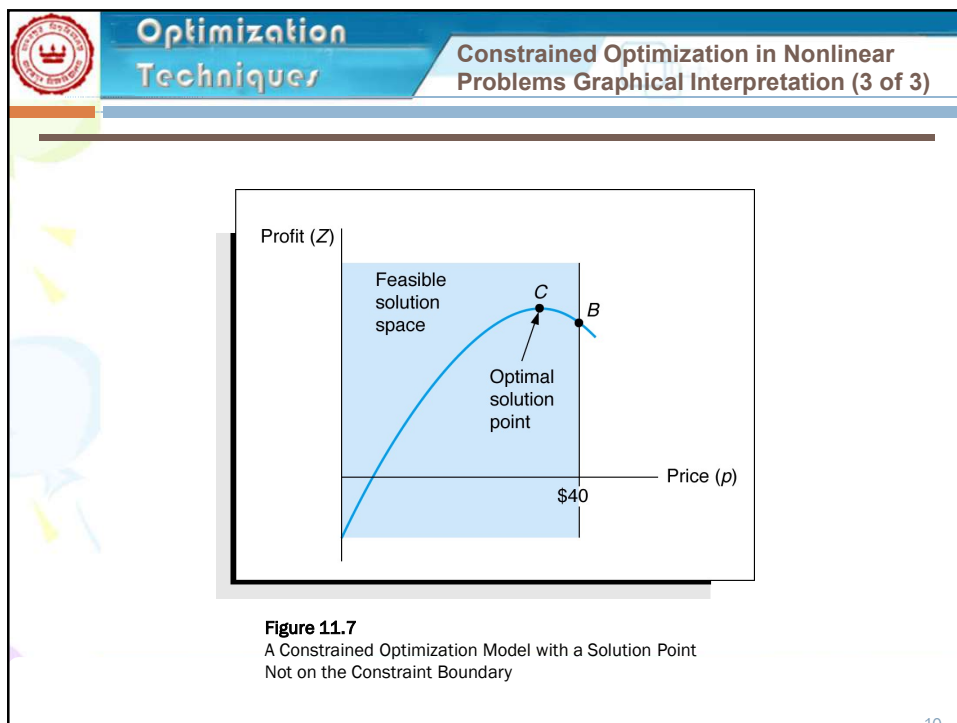 Optimization
Techniques
Constrained Optimization in Nonlinear
Problems Graphical Interpretation (3 of 3)
Profit (Z)
Feasible
solution
space
C
B
Optimal
solution
point
Price (p)
$40
Figure 11.7
A Constrained Optimization Model with a Solution Point
Not on the Constraint Boundary